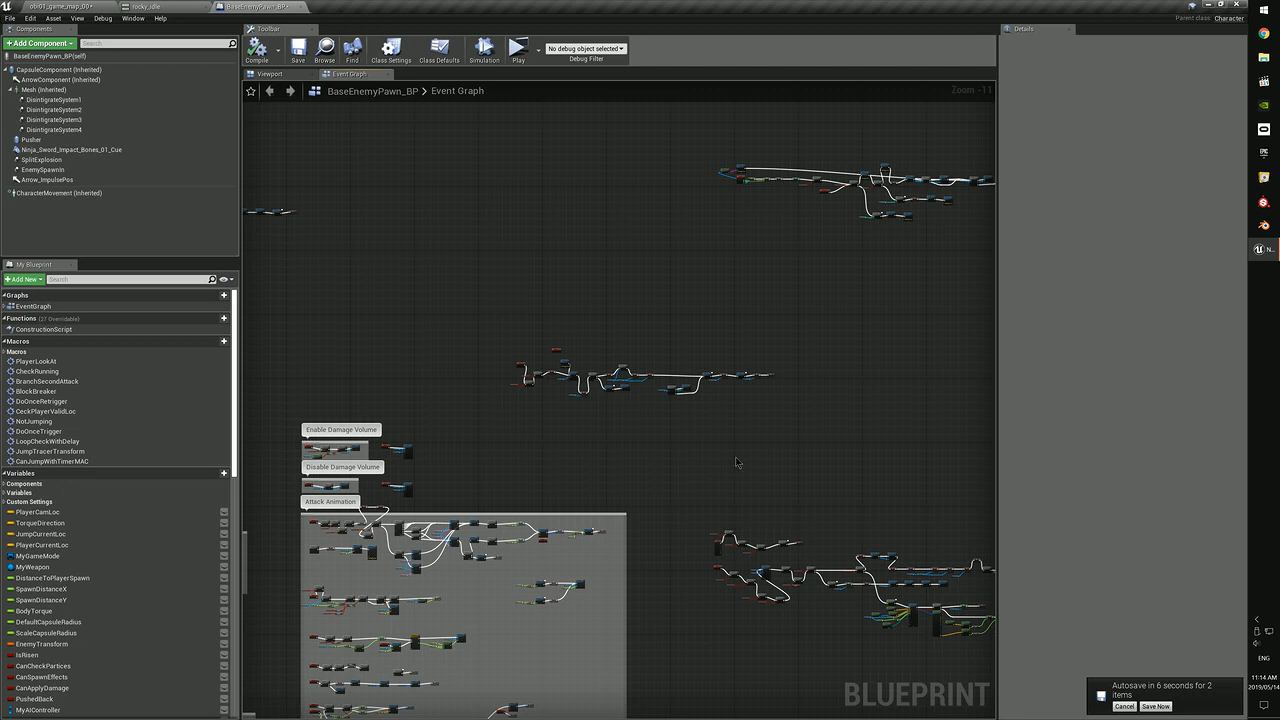 obi01_game_map_00*
rocky_idle
BaseEnemyPawn_BP*
File
Edit
Asset
View
Debug
Window
Help
Parent class: Character
Components
Toolbar
Details
Add Component
Search
BaseEnemyPawn_BP(self)
CapsuleComponent (Inherited)
ArrowComponent (Inherited)
Mesh (Inherited)
DisintigrateSystem1
DisintigrateSystem2
DisintigrateSystem3
DisintigrateSystem4
Pusher
Ninja_Sword_Impact_Bones_01_Cue
SplitExplosion
EnemySpawnIn
Arrow_ImpulsePos
CharacterMovement (Inherited)
Compile
Save
Browse
Find
Class Settings
Class Defaults
Simulation
Play
No debug object selected
Debug Filter
Viewport
Event Graph
BaseEnemyPawn_BP > Event Graph
Zoom -11
My Blueprint
Add New
Search
Graphs
EventGraph
Functions (27 Overridable)
ConstructionScript
Macros
Macros
PlayerLookAt
CheckRunning
BranchSecondAttack
BlockBreaker
DoOnceRetrigger
CeckPlayerValidLoc
NotJumping
DoOnceTrigger
LoopCheckWithDelay
JumpTracerTransform
CanJumpWithTimerMAC
Variables
Components
Variables
Custom Settings
PlayerCamLoc
TorqueDirection
JumpCurrentLoc
PlayerCurrentLoc
MyGameMode
MyWeapon
DistanceToPlayerSpawn
SpawnDistanceX
SpawnDistanceY
BodyTorque
DefaultCapsuleRadius
ScaleCapsuleRadius
EnemyTransform
IsRisen
CanCheckPartices
CanSpawnEffects
CanApplyDamage
PushedBack
MyAIController
Enable Damage Volume
Disable Damage Volume
Attack Animation
BLUEPRINT
Autosave in 6 seconds for 2
items
Cancel
Save Now
N...
ENG
11:14 AM
2019/05/14